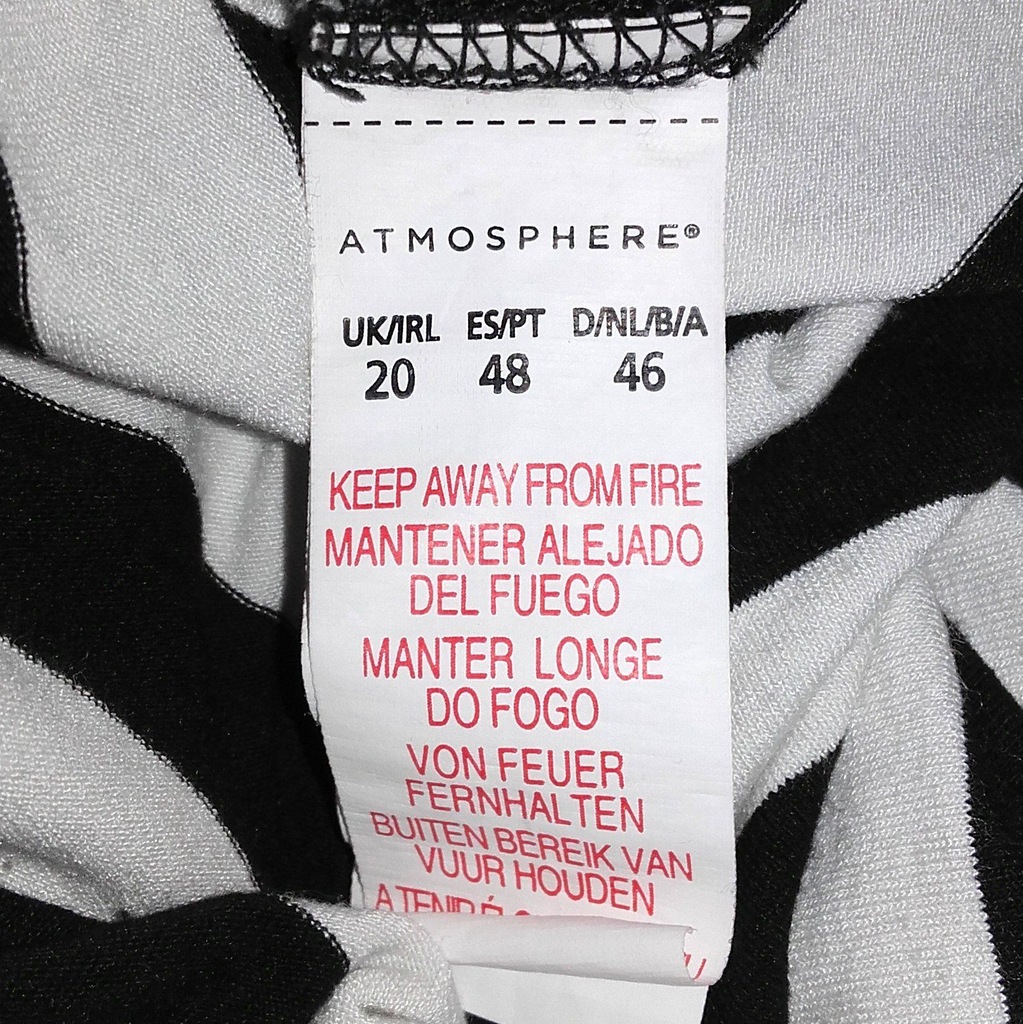 ATMOSPHERE®
UK/IRL ES/PT D/NL/B/A
20 48 46
KEEP AWAY FROM FIRE
MANTENER ALEJADO
DEL FUEGO
MANTER LONGE
DO FOGO
VON FEUER
FERNHALTEN
BUITEN BEREIK VAN
VUUR HOUDEN
A TENIR